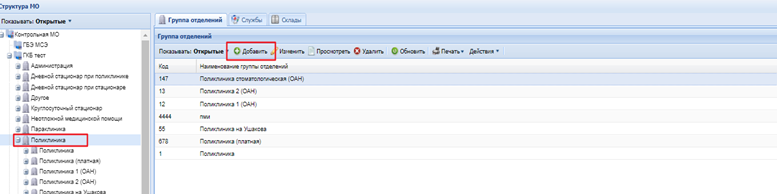 Структура МО
Показывать: Открытые
Контрольная МО
ГБЭ МСЭ
ГКБ тест
Администрация
Дневной стационар при поликлинике
Дневной стационар при стационаре
Другое
Круглосуточный стационар
Неотложной медицинской помощи
Параклиника
Поликлиника
Поликлиника
Поликлиника (платная)
Поликлиника 1 (ОАН)
Поликлиника 2 (ОАН)
Поликлиника на Ушакова
Группа отделений Службы Склады
Группа отделений
Показывать: Открытые Добавить Изменить Просмотреть Удалить Обновить Печать Действия
Код Наименование группы отделений
147 Поликлиника стоматологическая (ОАН)
13 Поликлиника 2 (ОАН)
12 Поликлиника 1 (ОАН)
4444 пми
55 Поликлиника на Ушакова
678 Поликлиника (платная)
1 Поликлиника